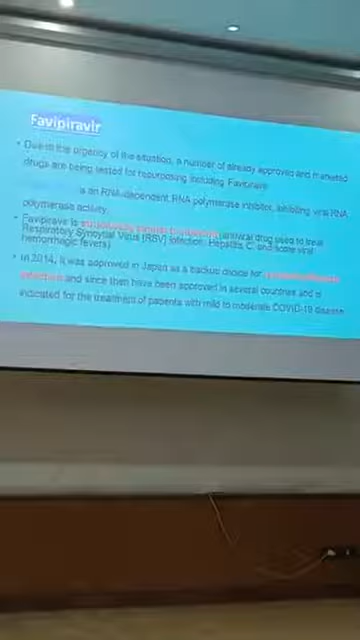 Favipiravir
• Due to the urgency of the situation, a number of already approved and marketed
drugs are being tested for repurposing including Favipiravir
is an RNA-dependent RNA polymerase inhibitor, inhibiting viral RNA
polymerase activity
• Favipiravir is antiviral drug used to treat
Respiratory Syncytial Virus [RSV] infection, Hepatitis C, and some viral
hemorrhagic fevers)
• In 2014, it was approved in Japan as a backup choice for
and since then have been approved in several countries and is
indicated for the treatment of patients with mild to moderate COVID-19 disease